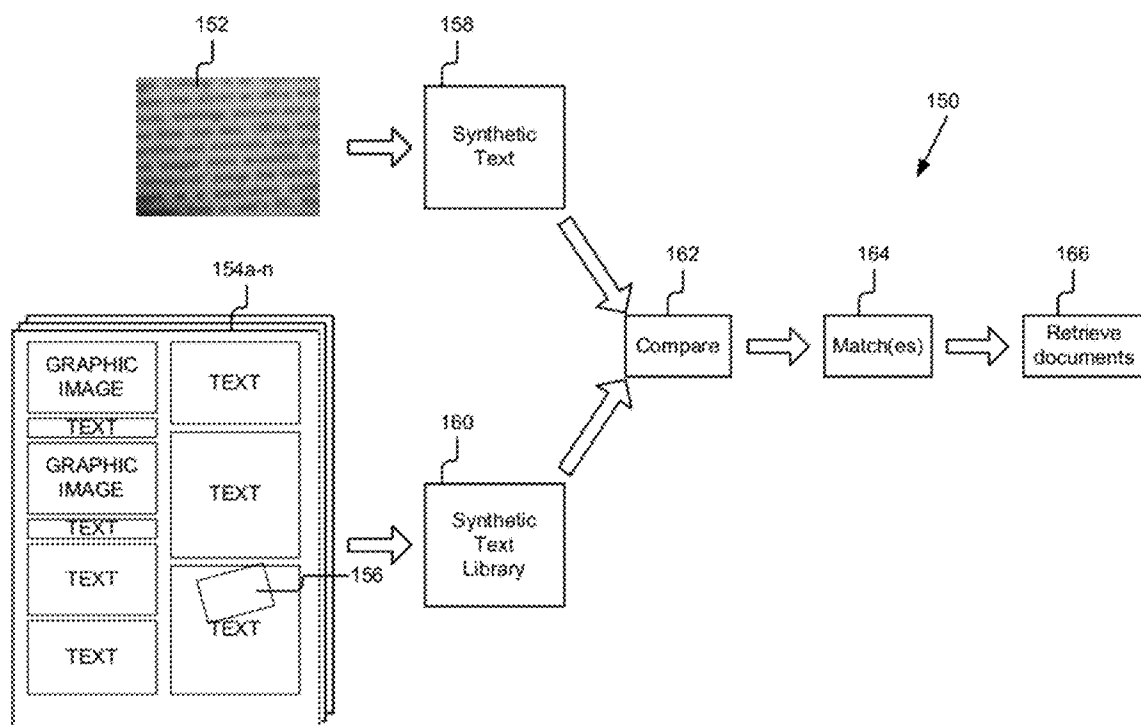 152
158
150
Synthetic
Text
154a-n
162
164
166
GRAPHIC
IMAGE
TEXT
TEXT
GRAPHIC
IMAGE
TEXT
TEXT
TEXT
TEXT
TEXT
TEXT
156
Compare
Match(es)
Retrieve
documents
160
Synthetic
Text
Library